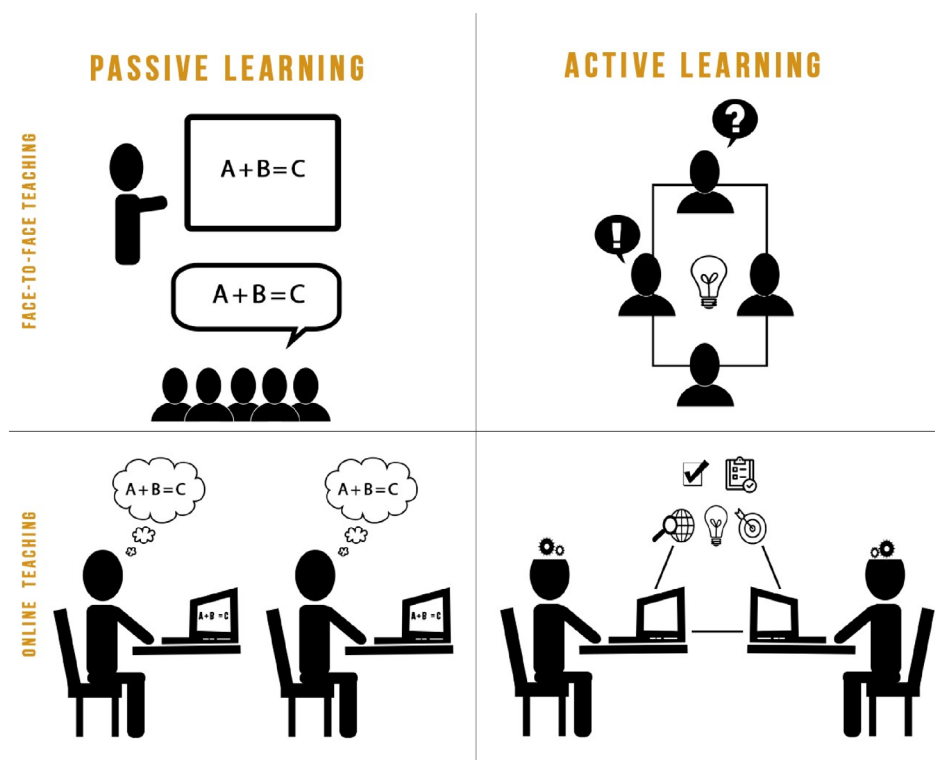 PASSIVE LEARNING
ACTIVE LEARNING
FACE-TO-FACE TEACHING
A+B=C
A+B=C
?
!
ONLINE TEACHING
A+B=C
A+B=C
A+B=C
A+B=C